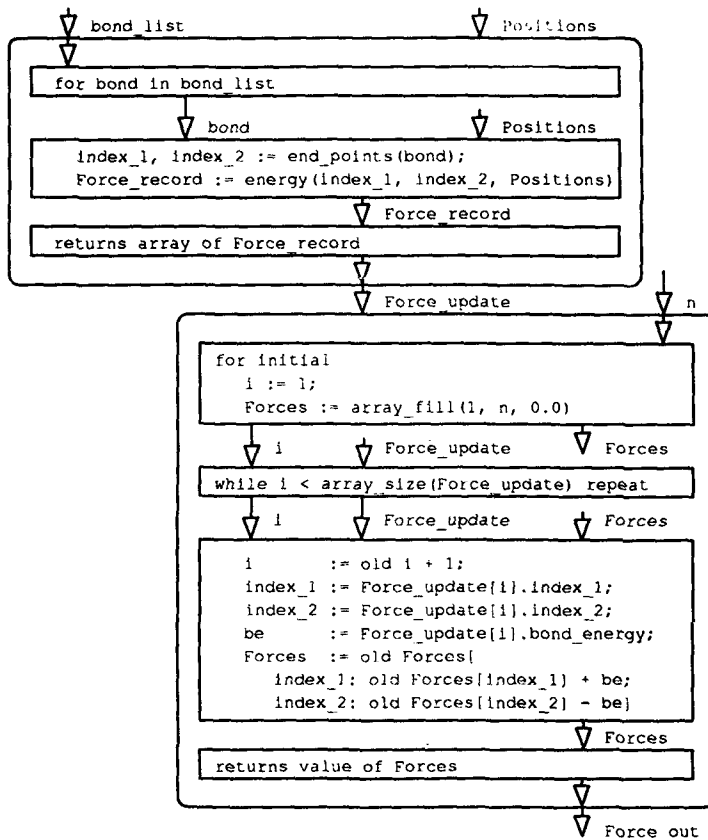 bond_list Positions
for bond in bond_list
bond Positions
index_1, index_2 := end_points(bond);
Force_record := energy(index_1, index_2, Positions)
Force_record
returns array of Force_record
Force_update n
for initial
i := 1;
Forces := array_fill(1, n, 0.0)
i Force_update Forces
while i < array_size(Force_update) repeat
i Force_update Forces
i := old i + 1;
index_1 := Force_update[i].index_1;
index_2 := Force_update[i].index_2;
be := Force_update[i].bond_energy;
Forces := old Forces[
index_1: old Forces[index_1] + be;
index_2: old Forces[index_2] - be]
Forces
returns value of Forces
Force out